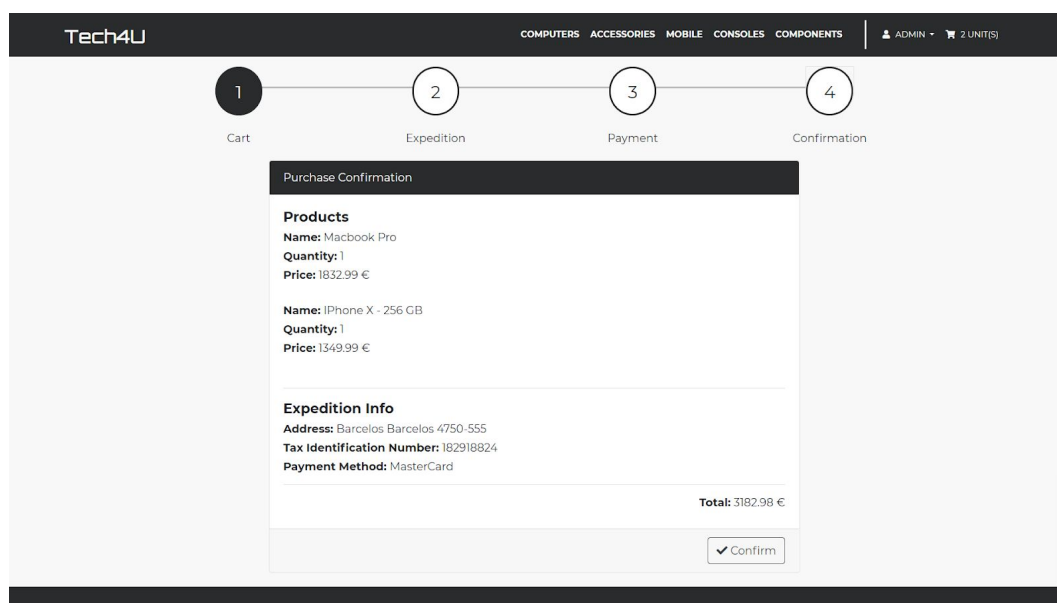 Tech4U
COMPUTERS ACCESSORIES MOBILE CONSOLES COMPONENTS ADMIN 2 UNIT(S)
1 2 3 4
Cart Expedition Payment Confirmation
Purchase Confirmation
Products
Name: Macbook Pro
Quantity: 1
Price: 1832.99 €
Name: IPhone X - 256 GB
Quantity: 1
Price: 1349.99 €
Expedition Info
Address: Barcelos Barcelos 4750-555
Tax Identification Number: 182918824
Payment Method: MasterCard
Total: 3182.98 €
Confirm